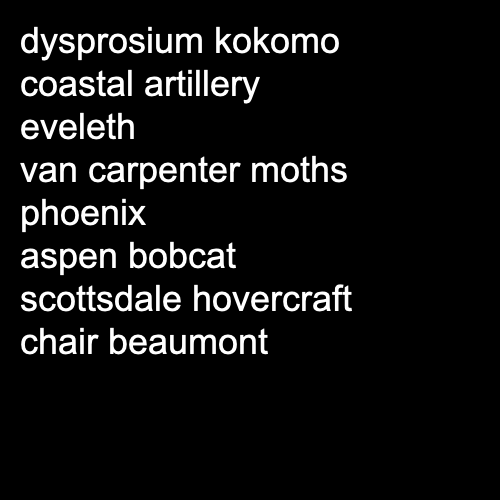 dysprosium kokomo
coastal artillery
eveleth
van carpenter moths
phoenix
aspen bobcat
scottsdale hovercraft
chair beaumont